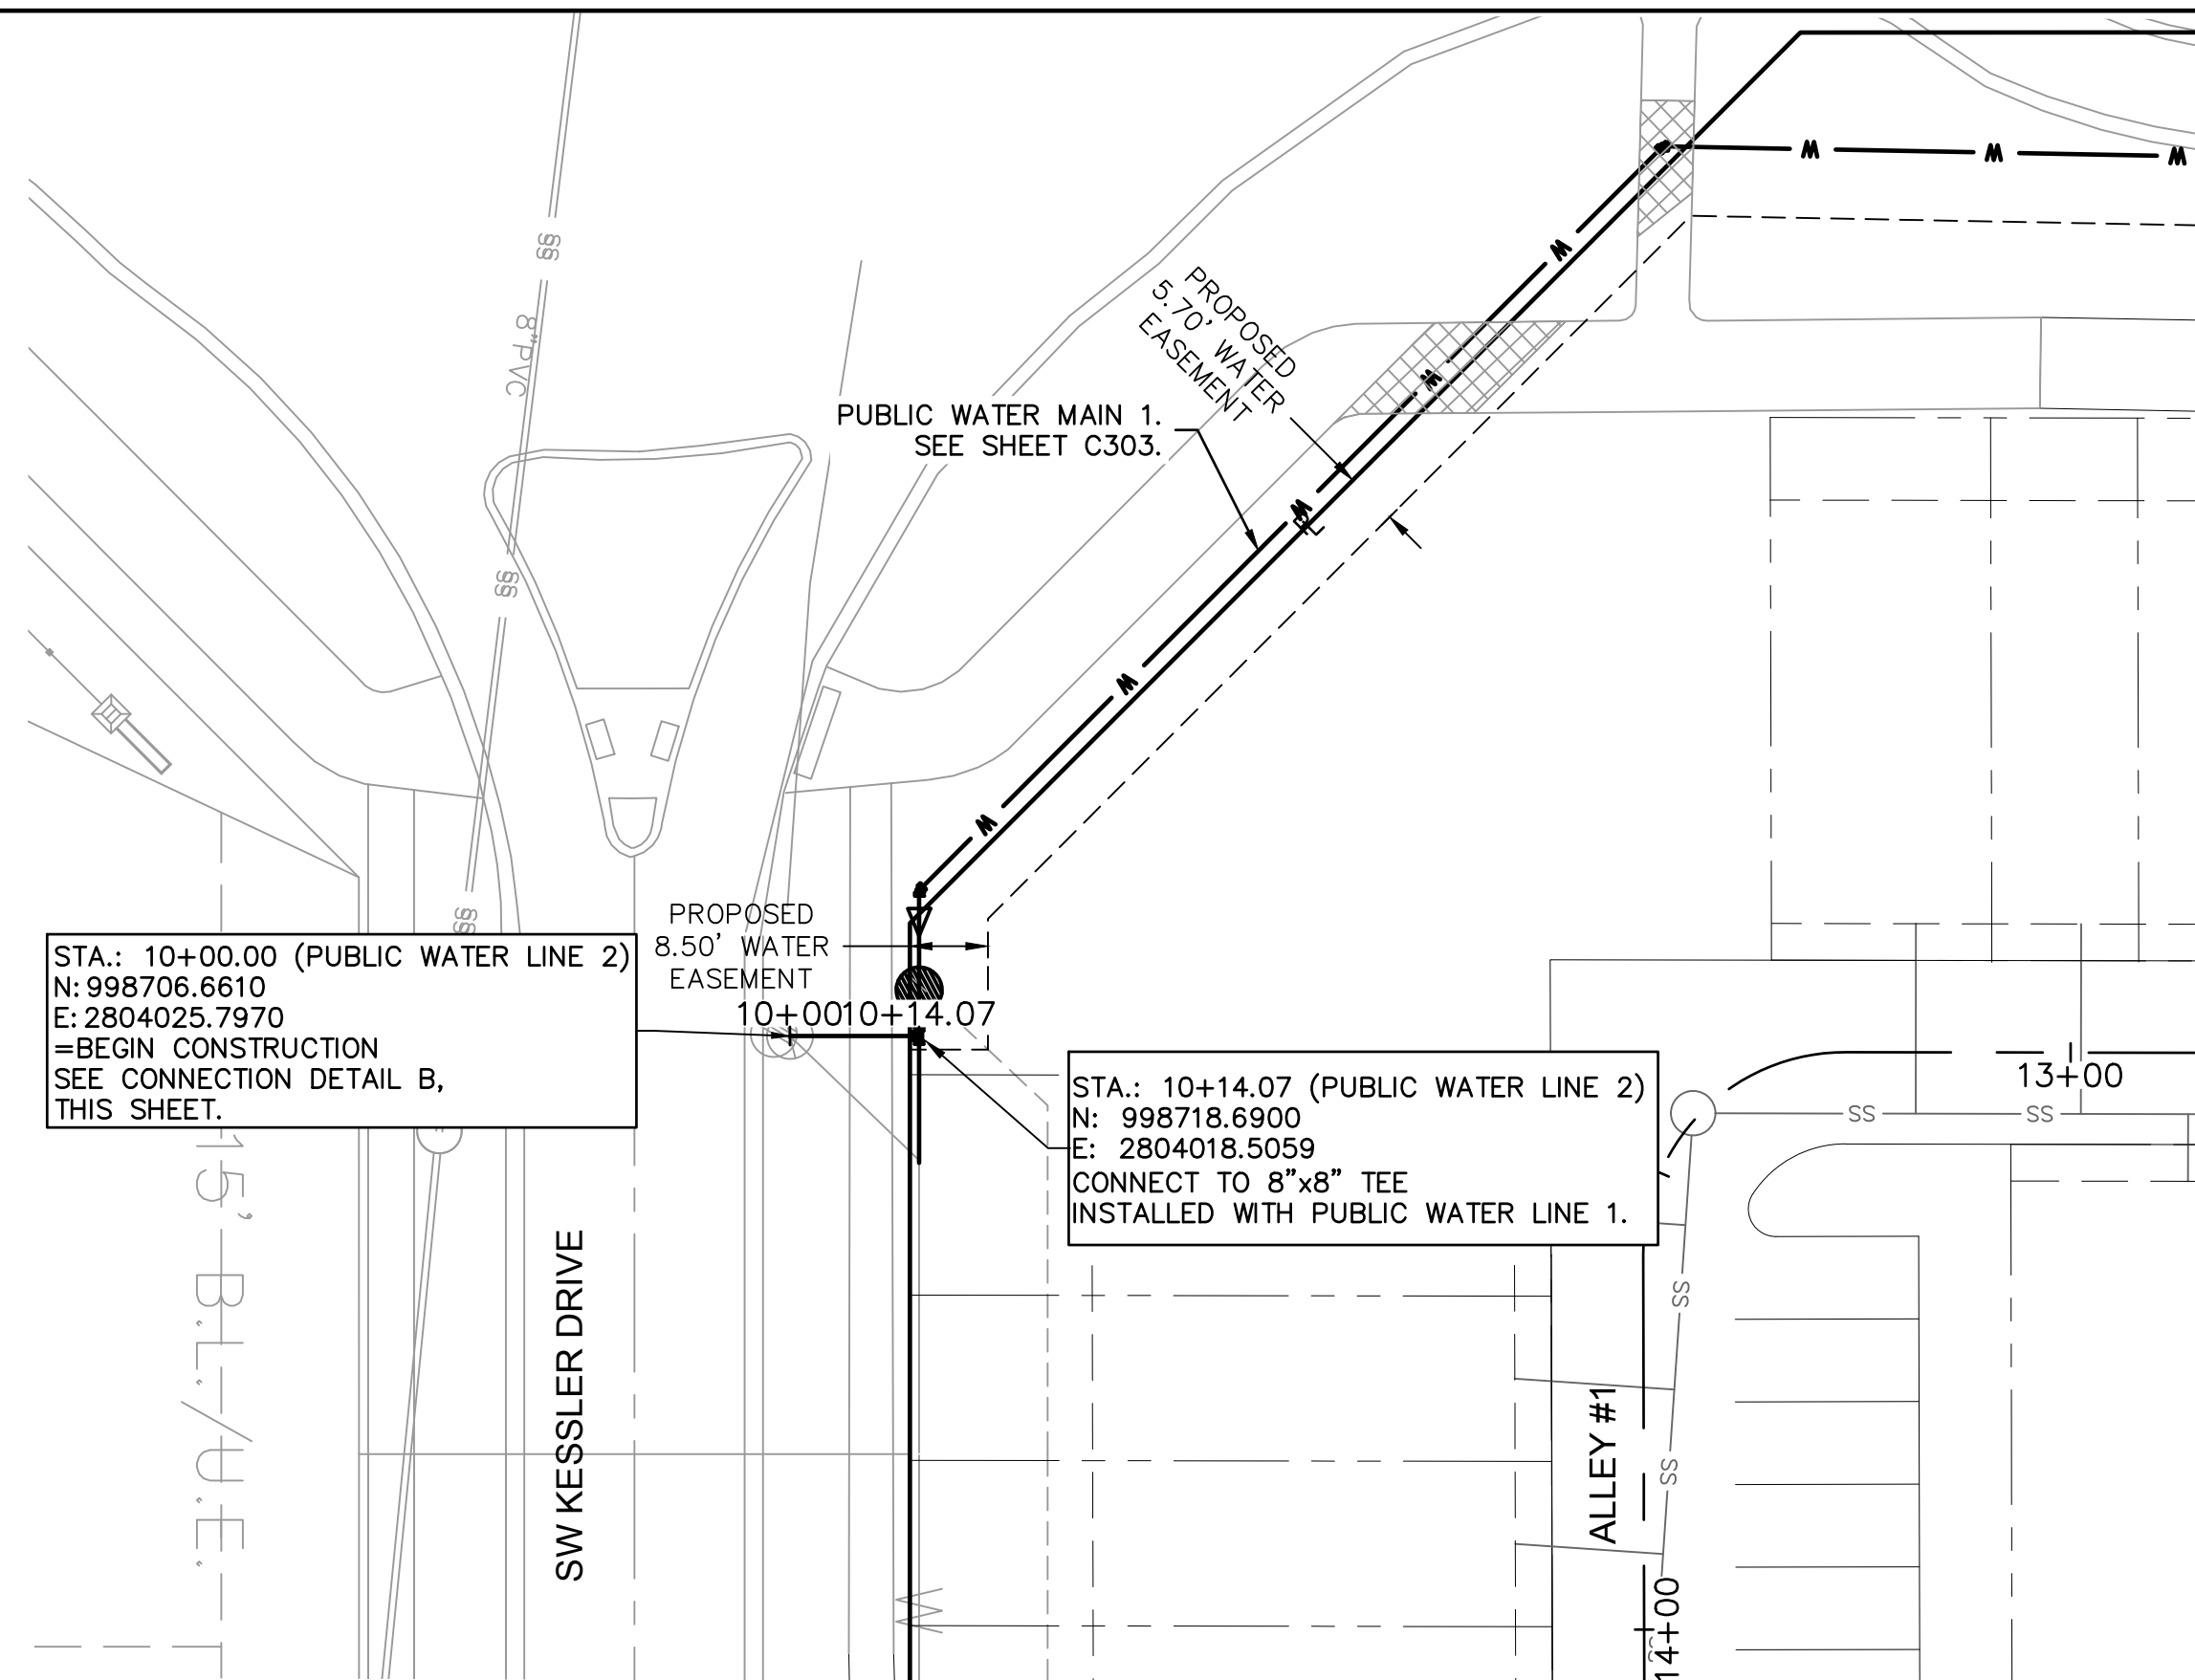 SS
8"PVC
PROPOSED
5.70' WATER
EASEMENT
W
W
W
W
PUBLIC WATER MAIN 1.
SEE SHEET C303.
W
PL
SS
W
W
SS
PROPOSED
8.50' WATER
EASEMENT
STA.: 10+00.00 (PUBLIC WATER LINE 2)
N: 998706.6610
E: 2804025.7970
=BEGIN CONSTRUCTION
SEE CONNECTION DETAIL B,
THIS SHEET.
10+00
10+14.07
STA.: 10+14.07 (PUBLIC WATER LINE 2)
N: 998718.6900
E: 2804018.5059
CONNECT TO 8"x8" TEE
INSTALLED WITH PUBLIC WATER LINE 1.
13+00
SS
SS
15' B.L./U.E.
SW KESSLER DRIVE
SS
ALLEY #1
SS
W
14+00